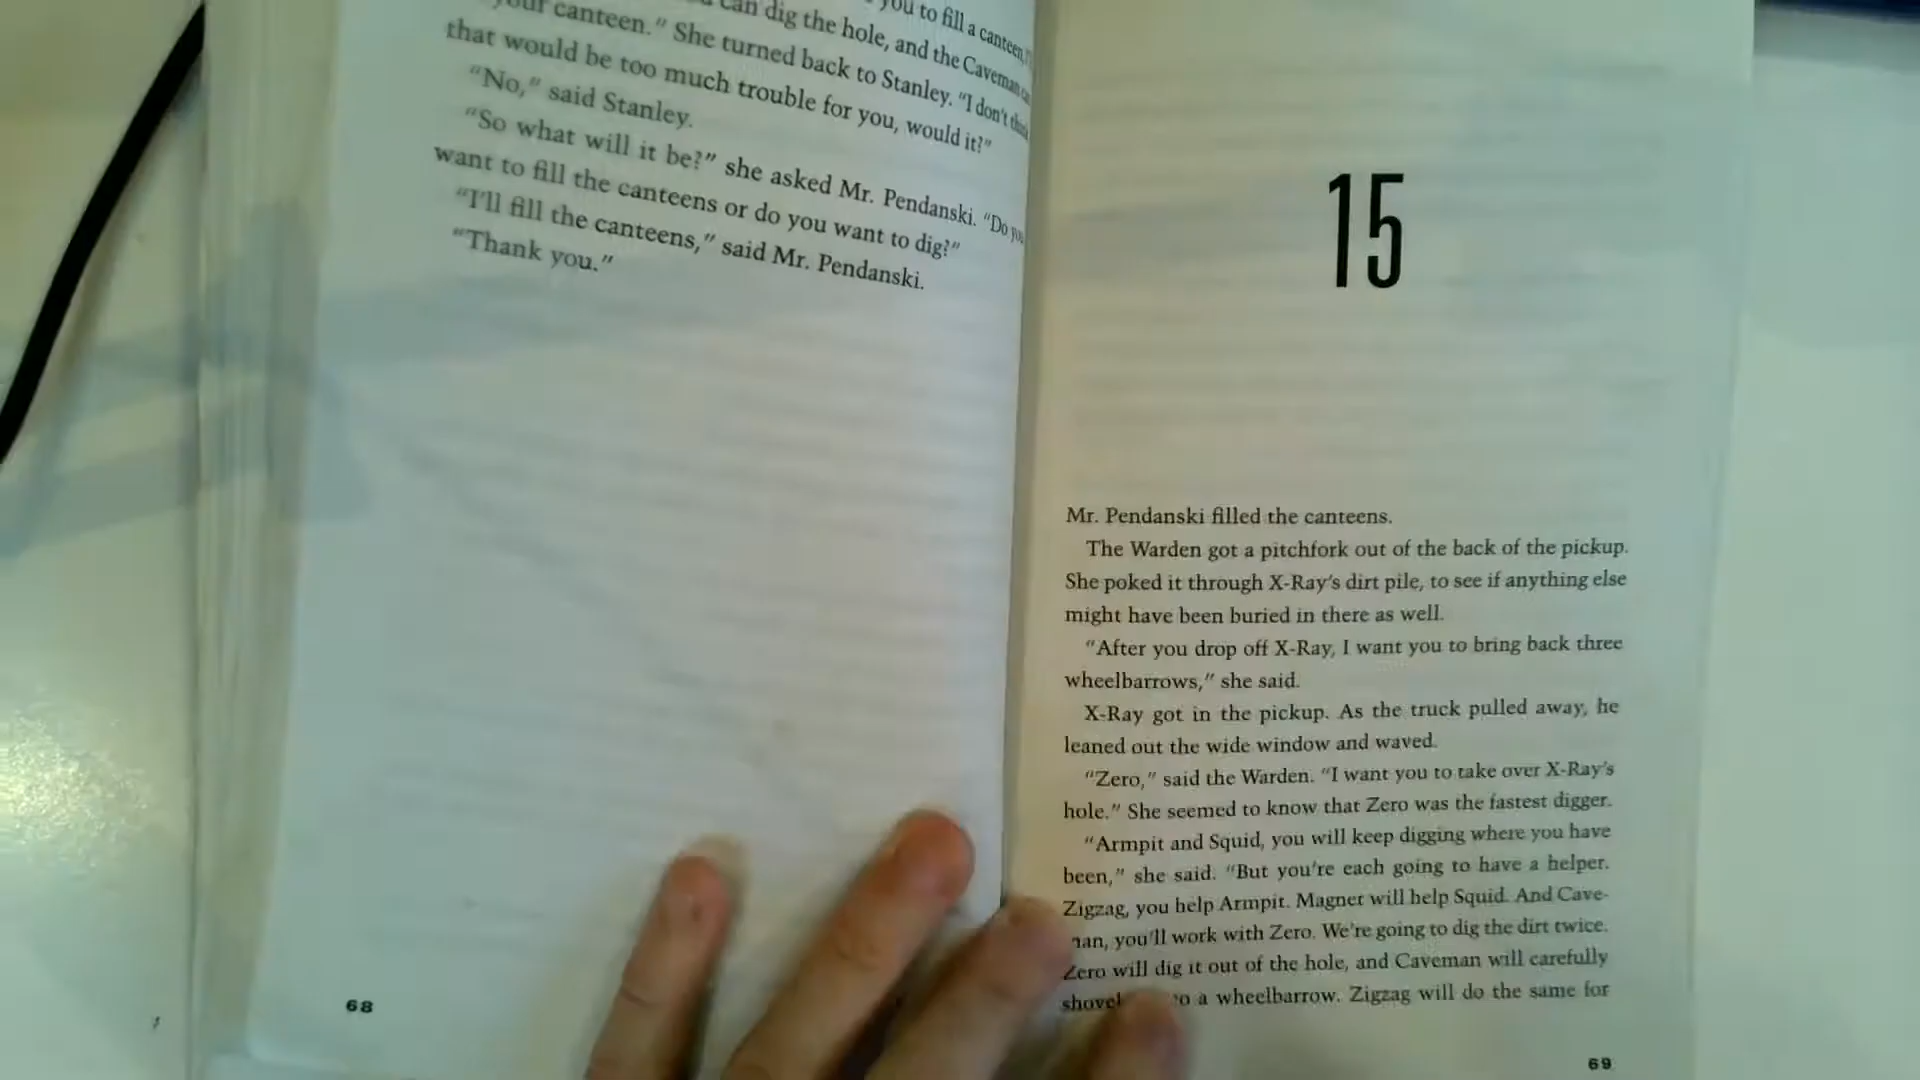 you to fill a canteen,
can dig the hole, and the Caveman
your canteen.” She turned back to Stanley. “I don't think
that would be too much trouble for you, would it?”
“No,” said Stanley.
“So what will it be?” she asked Mr. Pendanski. “Do you
want to fill the canteens or do you want to dig?”
“I'll fill the canteens,” said Mr. Pendanski.
“Thank you.”
68
15
Mr. Pendanski filled the canteens.
The Warden got a pitchfork out of the back of the pickup.
She poked it through X-Ray's dirt pile, to see if anything else
might have been buried in there as well.
“After you drop off X-Ray, I want you to bring back three
wheelbarrows,” she said.
X-Ray got in the pickup. As the truck pulled away, he
leaned out the wide window and waved.
“Zero,” said the Warden. “I want you to take over X-Ray's
hole.” She seemed to know that Zero was the fastest digger.
“Armpit and Squid, you will keep digging where you have
been,” she said. “But you're each going to have a helper.
Zigzag, you help Armpit. Magnet will help Squid. And Cave-
man, you'll work with Zero. We're going to dig the dirt twice.
Zero will dig it out of the hole, and Caveman will carefully
shovel a wheelbarrow. Zigzag will do the same for
69